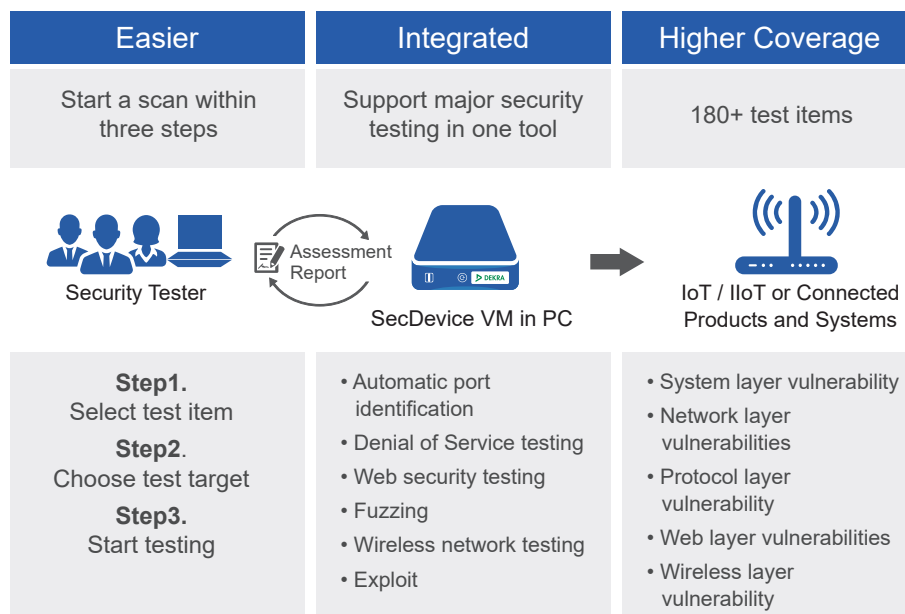 Easier
Integrated
Higher Coverage
Start a scan within
three steps
Support major security
testing in one tool
180+ test items
Assessment
Report
DEKRA
Security Tester
SecDevice VM in PC
IoT / IIoT or Connected
Products and Systems
Step1.
Select test item
Step2.
Choose test target
Step3.
Start testing
• Automatic port
identification
• Denial of Service testing
• Web security testing
• Fuzzing
• Wireless network testing
• Exploit
• System layer vulnerability
• Network layer
vulnerabilities
• Protocol layer
vulnerability
• Web layer vulnerabilities
• Wireless layer
vulnerability